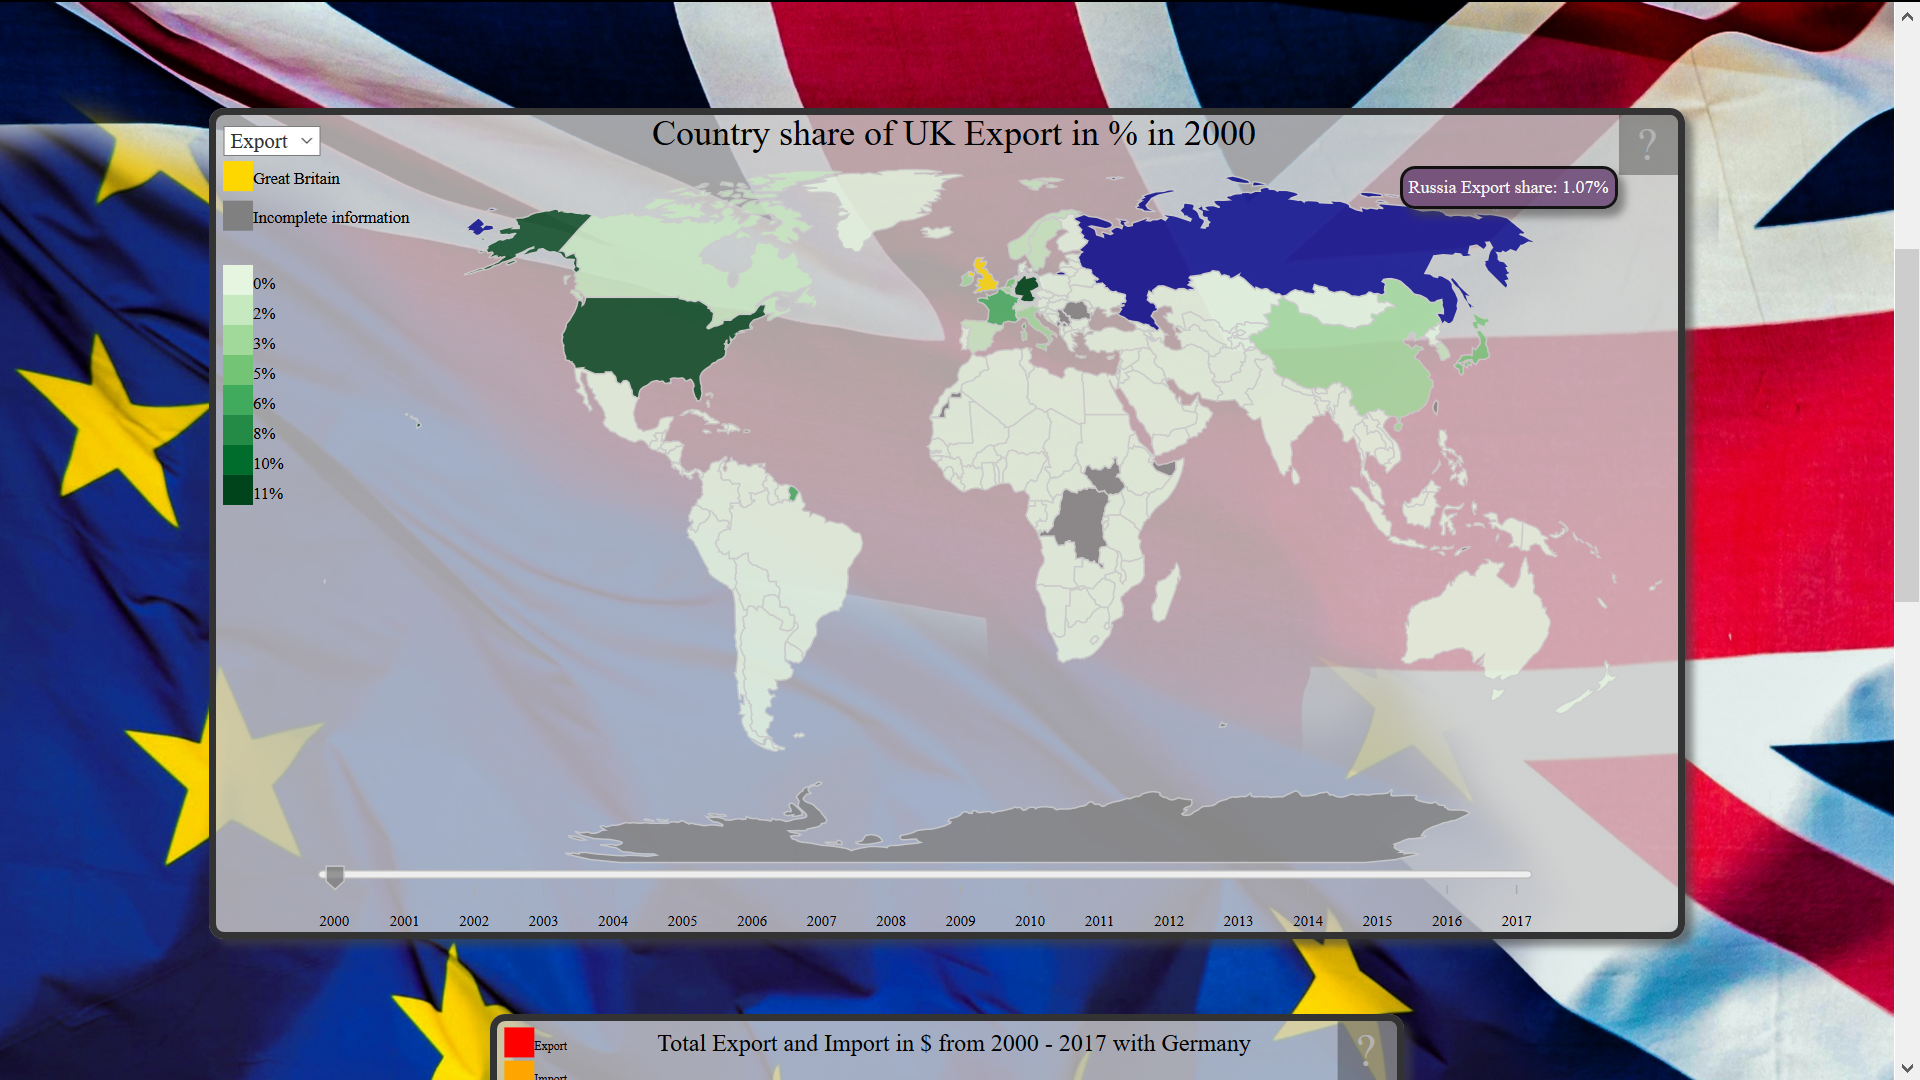 Export
Country share of UK Export in % in 2000
?
Great Britain
Russia Export share: 1.07%
Incomplete information
0%
2%
3%
5%
6%
8%
10%
11%
2000 2001 2002 2003 2004 2005 2006 2007 2008 2009 2010 2011 2012 2013 2014 2015 2016 2017
Export
Total Export and Import in $ from 2000 - 2017 with Germany
?
Import